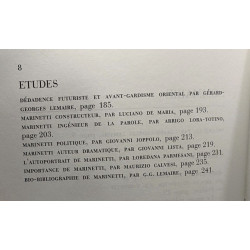 8
ETUDES
DÉDADENCE FUTURISTE ET AVANT-GARDISME ORIENTAL PAR GÉRARD-
GEORGES LEMAIRE, page 185.
MARINETTI CONSTRUCTEUR, PAR LUCIANO DE MARIA, page 193.
MARINETTI INGÉNIEUR DE LA PAROLE, PAR ARRIGO LORA-TOTINO,
page 203.
MARINETTI POLITIQUE, PAR GIOVANNI JOPPOLO, page 213.
MARINETTI AUTEUR DRAMATIQUE, PAR GIOVANNI LISTA, page 219.
L'AUTOPORTRAIT DE MARINETTI, PAR LOREDANA PARMESANI, page 231.
IMPORTANCE DE MARINETTI, PAR MAURIZIO CALVESI, page 235.
BIO-BIBLIOGRAPHIE DE MARINETTI, PAR G.G. LEMAIRE, page 241.